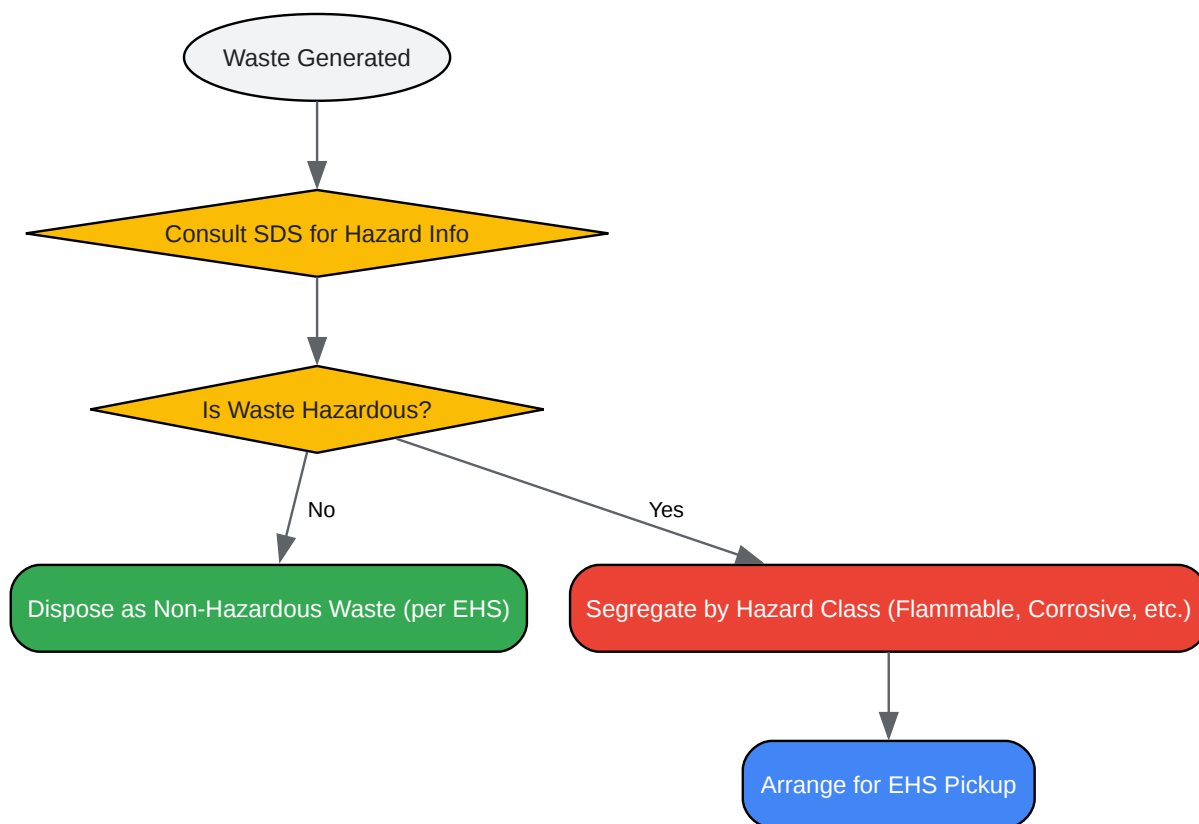 Waste Generated
Consult SDS for Hazard Info
Is Waste Hazardous?
No
Yes
Dispose as Non-Hazardous Waste (per EHS)
Segregate by Hazard Class (Flammable, Corrosive, etc.)
Arrange for EHS Pickup